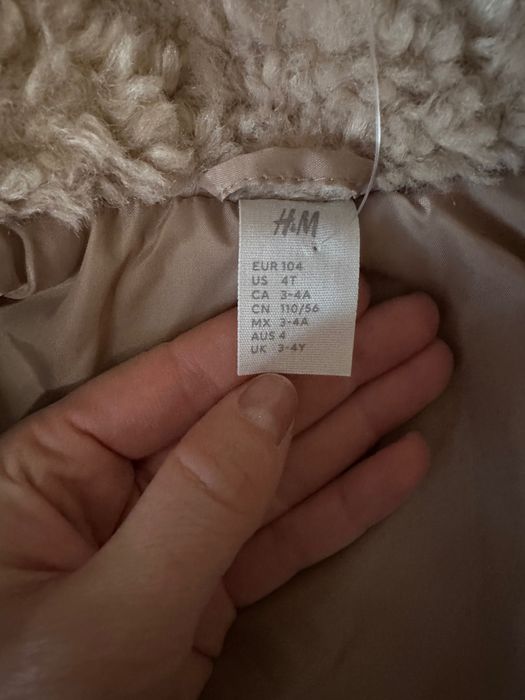 H&M
EUR 104
US 4T
CA 3-4A
CN 110/56
MX 3-4A
AUS 4
UK 3-4Y